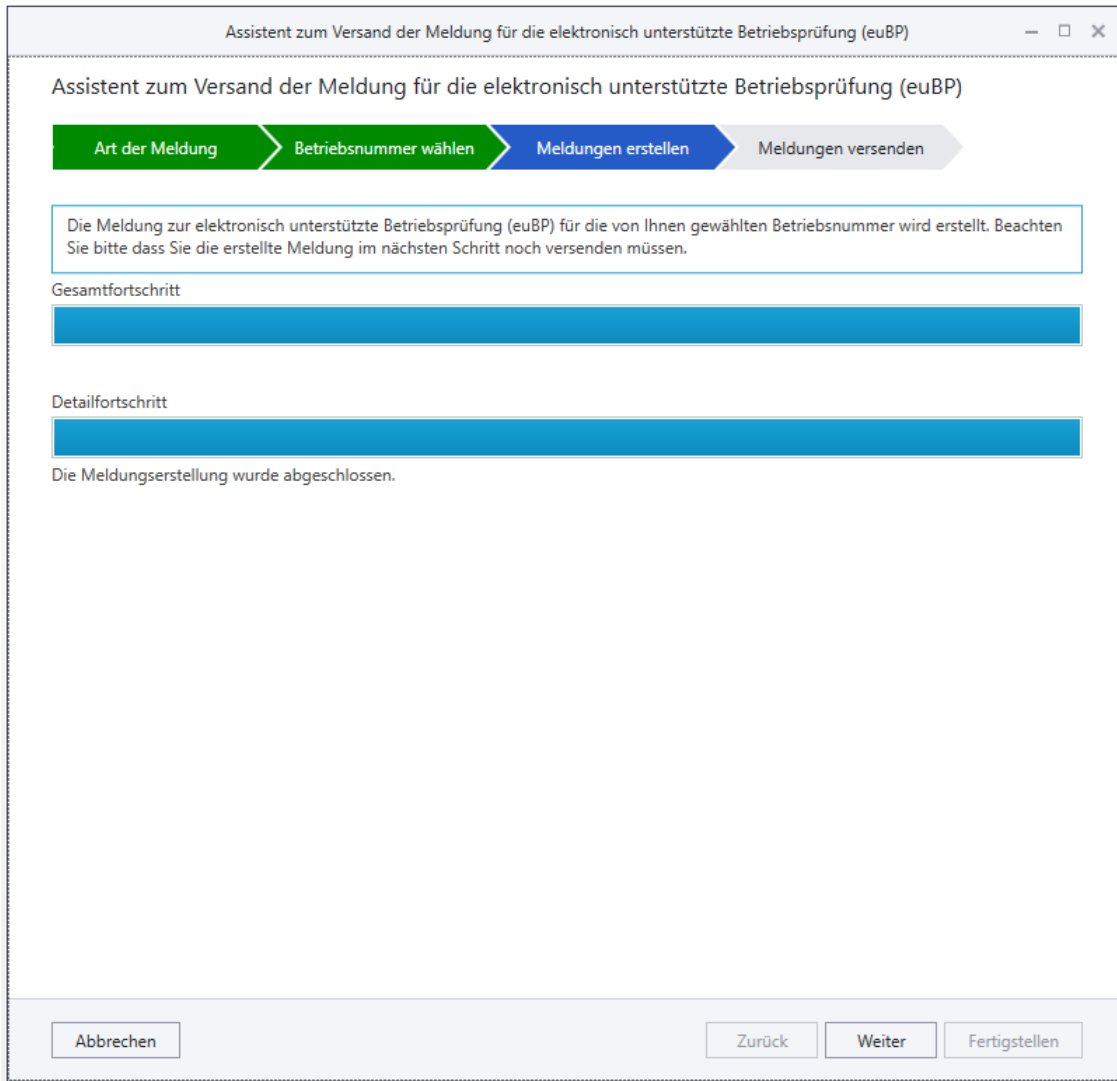 Assistent zum Versand der Meldung für die elektronisch unterstützte Betriebsprüfung (euBP)
Assistent zum Versand der Meldung für die elektronisch unterstützte Betriebsprüfung (euBP)
Art der Meldung
Betriebsnummer wählen
Meldungen erstellen
Meldungen versenden
Die Meldung zur elektronisch unterstützte Betriebsprüfung (euBP) für die von Ihnen gewählten Betriebsnummer wird erstellt. Beachten
Sie bitte dass Sie die erstellte Meldung im nächsten Schritt noch versenden müssen.
Gesamtfortschritt
Detailfortschritt
Die Meldungserstellung wurde abgeschlossen.
Abbrechen
Zurück
Weiter
Fertigstellen